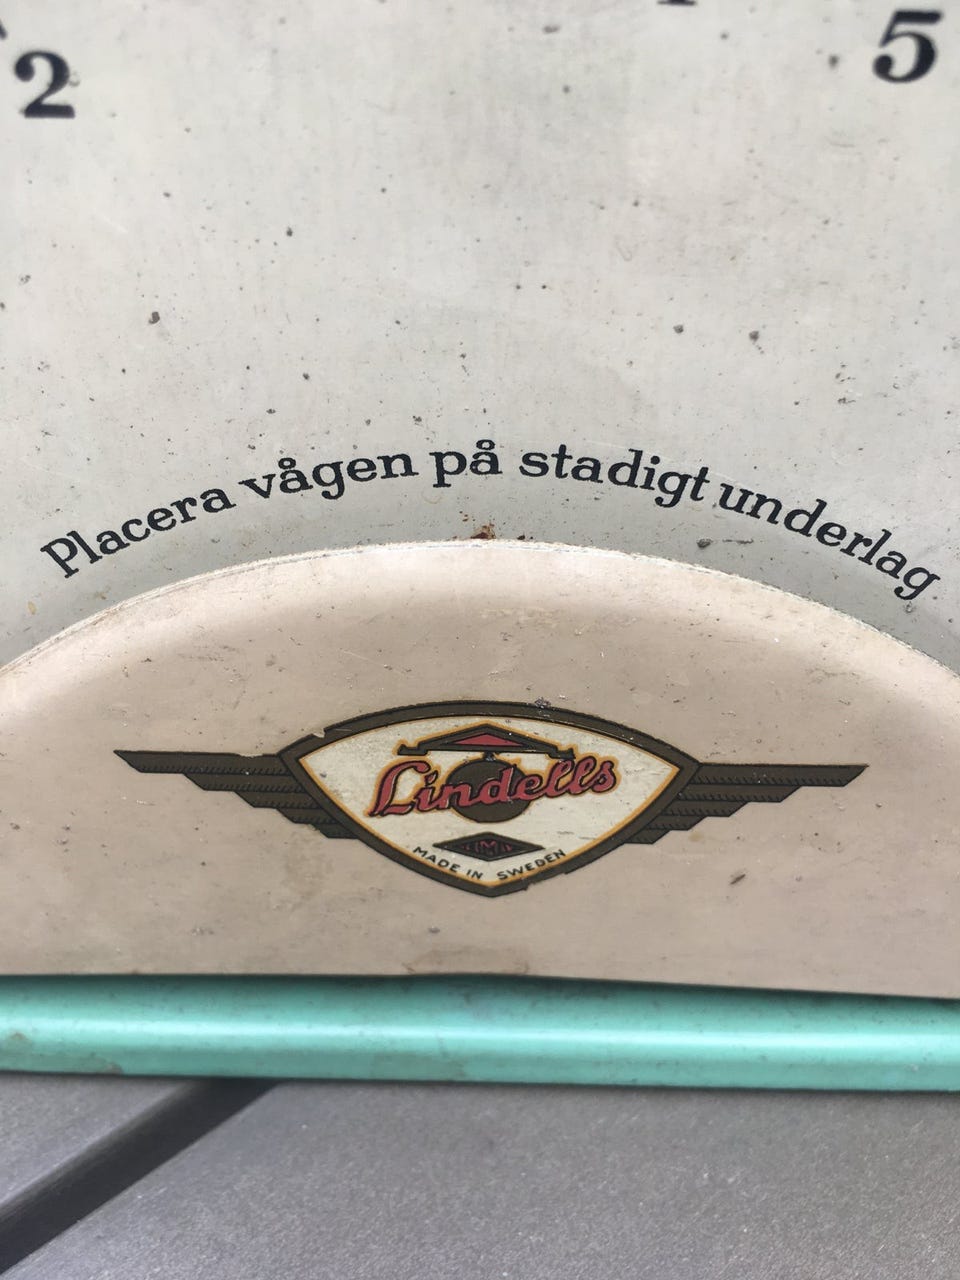 2
5
Placera vågen på stadigt underlag
Lindells
MADE IN SWEDEN